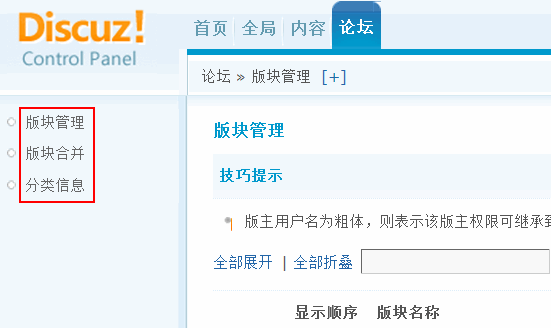 Discuz!
Control Panel
首页 全局 内容 论坛
论坛 » 版块管理 [+]
版块管理
版块合并
分类信息
版块管理
技巧提示
版主用户名为粗体，则表示该版主权限可继承到
全部展开 | 全部折叠
显示顺序 版块名称